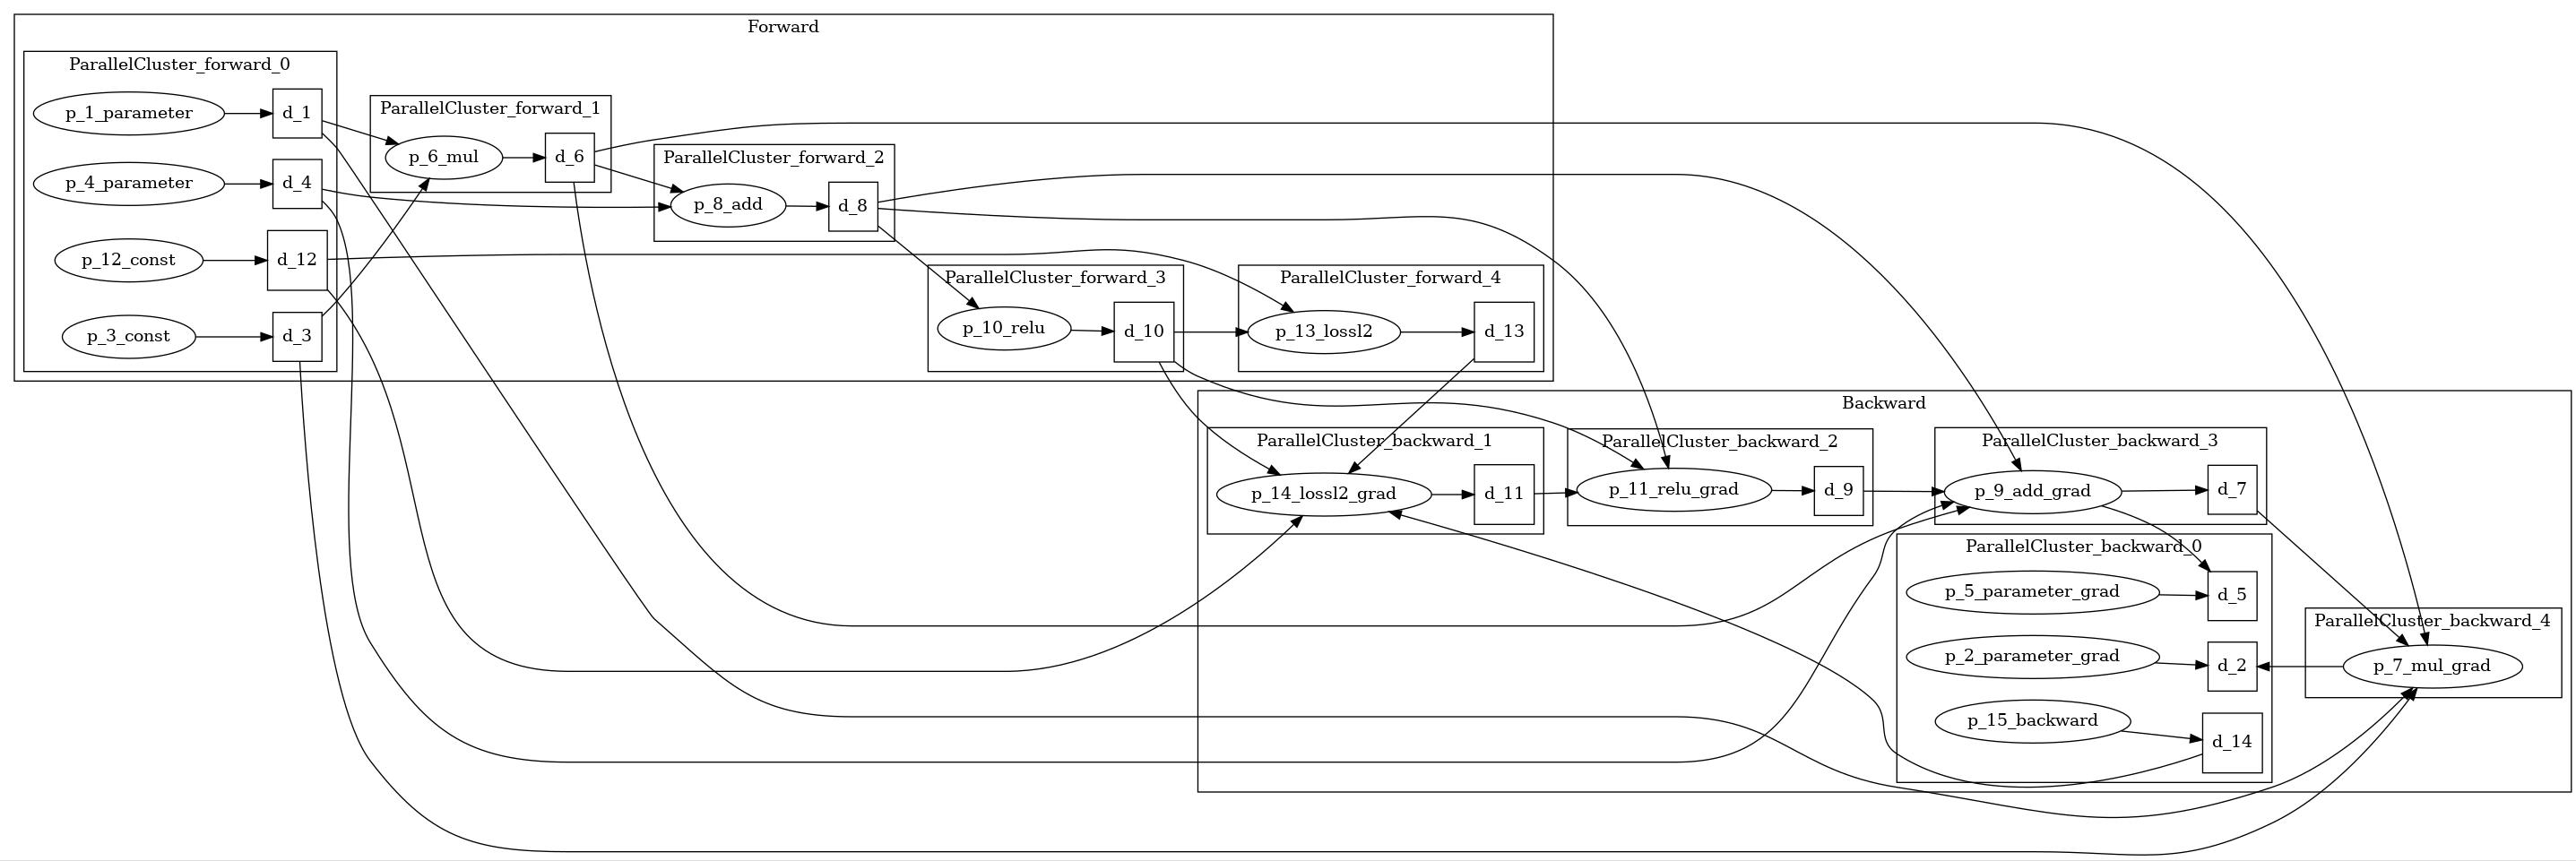 Forward
ParallelCluster_forward_0
p_1_parameter
d_1
p_4_parameter
d_4
p_12_const
d_12
p_3_const
d_3
ParallelCluster_forward_1
p_6_mul
d_6
ParallelCluster_forward_2
p_8_add
d_8
ParallelCluster_forward_3
p_10_relu
d_10
ParallelCluster_forward_4
p_13_lossl2
d_13
Backward
ParallelCluster_backward_1
p_14_lossl2_grad
d_11
ParallelCluster_backward_2
p_11_relu_grad
d_9
ParallelCluster_backward_3
p_9_add_grad
d_7
ParallelCluster_backward_0
p_5_parameter_grad
d_5
p_2_parameter_grad
d_2
p_15_backward
d_14
ParallelCluster_backward_4
p_7_mul_grad